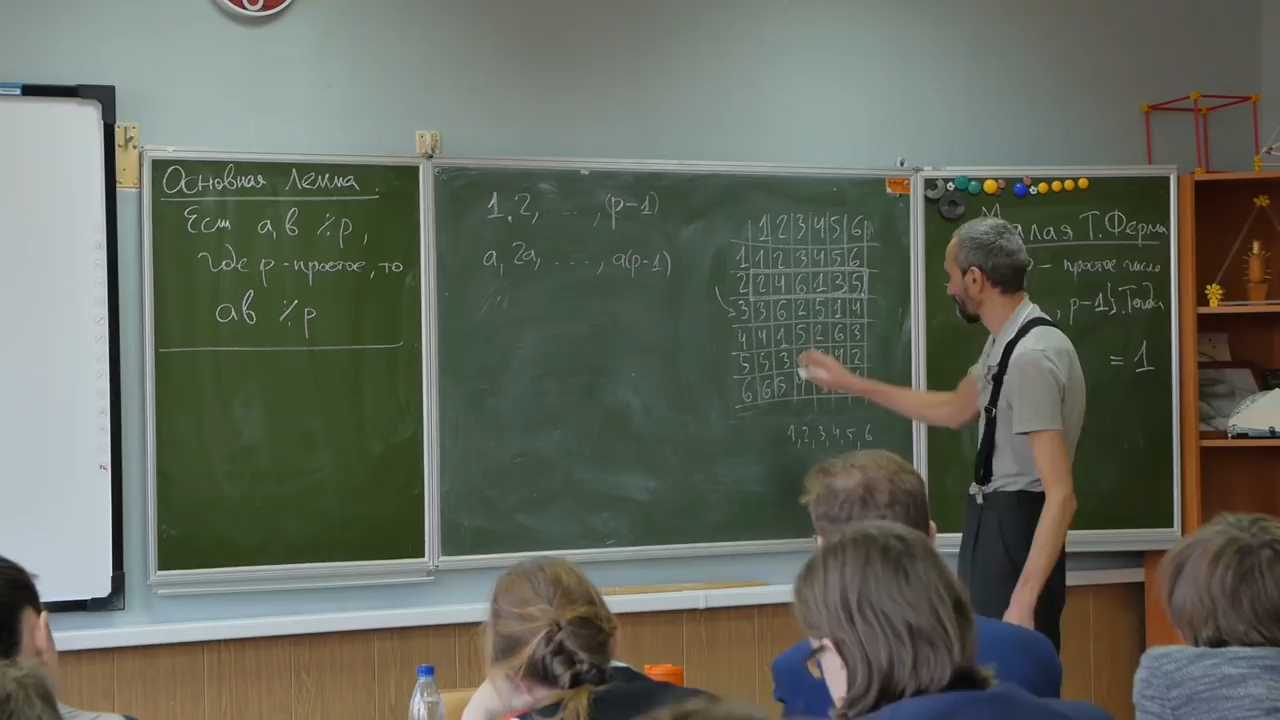 Основная Лемма.
Если а, в ⁒ р,
где р - простое, то
ав ⁒ р
1, 2, ... , (p-1)
a, 2a, ... , a(p-1)
1 2 3 4 5 6
1 1 2 3 4 5 6
2 2 4 6 1 3 5
3 3 6 2 5 1 4
4 4 1 5 2 6 3
5 5 3 4 2
6 6 5
1, 2, 3, 4, 5, 6
Малая Т. Ферма
- простое число
, p-1}. Тогда
= 1